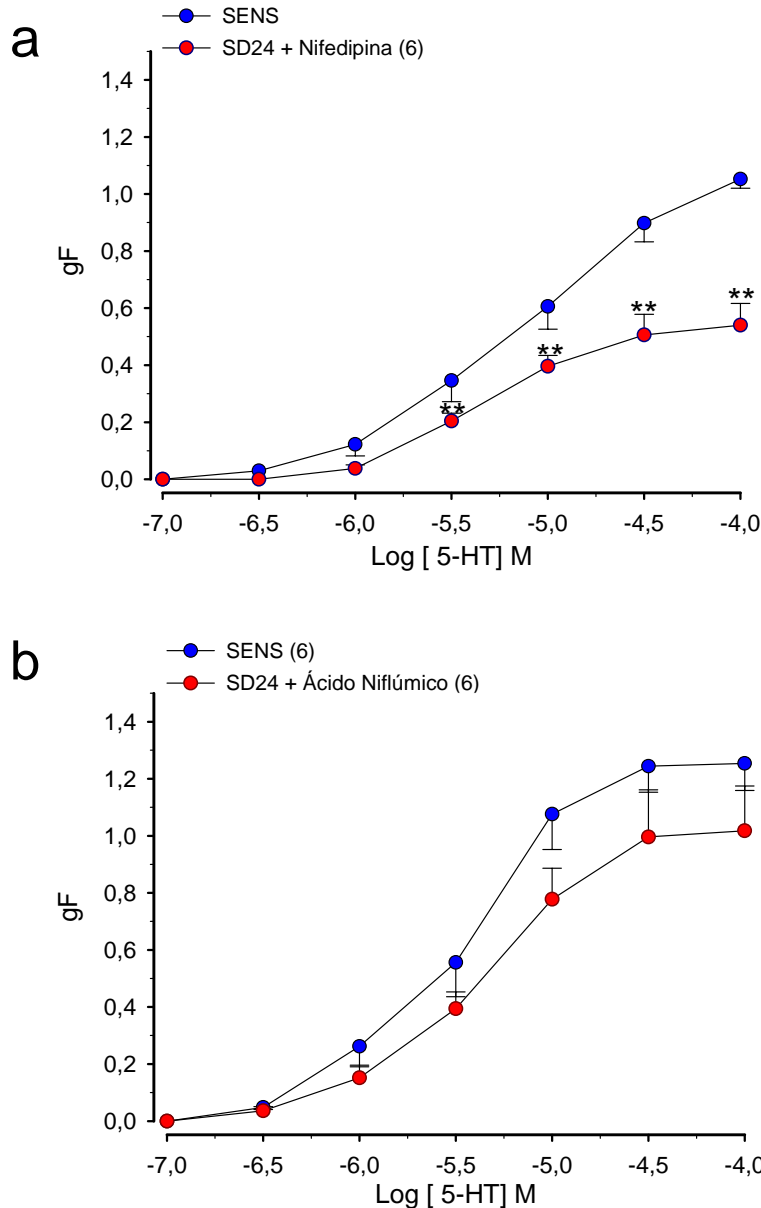 a
SENS
SD24 + Nifedipina (6)
1,4
1,2
1,0
0,8
0,6
0,4
0,2
0,0
gF
**
**
**
**
-7,0 -6,5 -6,0 -5,5 -5,0 -4,5 -4,0
Log [ 5-HT] M
b
SENS (6)
SD24 + Ácido Niflúmico (6)
1,4
1,2
1,0
0,8
0,6
0,4
0,2
0,0
gF
-7,0 -6,5 -6,0 -5,5 -5,0 -4,5 -4,0
Log [ 5-HT] M